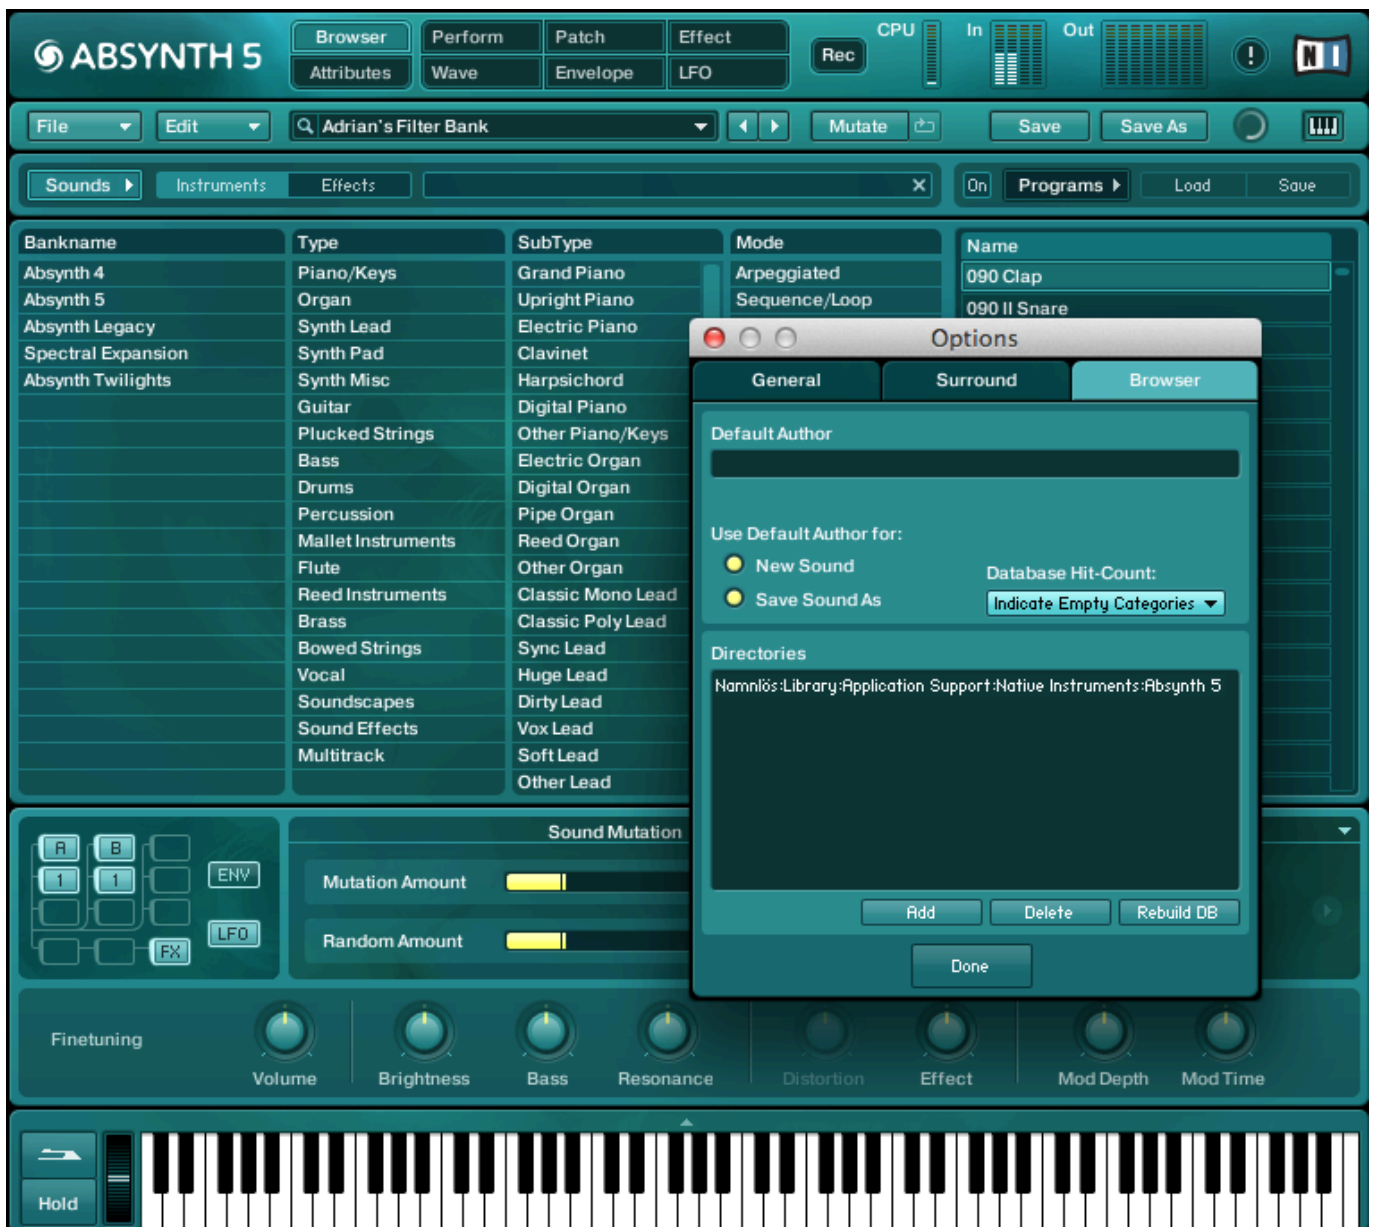 ABSYNTH 5
Browser Perform Patch Effect
Attributes Wave Envelope LFO
Rec
CPU In Out
!
NI
File Edit Adrian's Filter Bank Mutate Save Save As
Sounds Instruments Effects On Programs Load Save
Bankname Type SubType Mode Name
Absynth 4 Piano/Keys Grand Piano Arpeggiated 090 Clap
Absynth 5 Organ Upright Piano Sequence/Loop 090 II Snare
Absynth Legacy Synth Lead Electric Piano
Spectral Expansion Synth Pad Clavinet
Absynth Twilights Synth Misc Harpsichord
Guitar Digital Piano
Plucked Strings Other Piano/Keys
Bass Electric Organ
Drums Digital Organ
Percussion Pipe Organ
Mallet Instruments Reed Organ
Flute Other Organ
Reed Instruments Classic Mono Lead
Brass Classic Poly Lead
Bowed Strings Sync Lead
Vocal Huge Lead
Soundscapes Dirty Lead
Sound Effects Vox Lead
Multitrack Soft Lead
Other Lead
Options
General Surround Browser
Default Author
Use Default Author for:
New Sound
Save Sound As
Database Hit-Count:
Indicate Empty Categories
Directories
Namnlös:Library:Application Support:Native Instruments:Absynth 5
Add Delete Rebuild DB
Done
A B
1 1
FX
ENV
LFO
Sound Mutation
Mutation Amount
Random Amount
Finetuning
Volume Brightness Bass Resonance Distortion Effect Mod Depth Mod Time
Hold